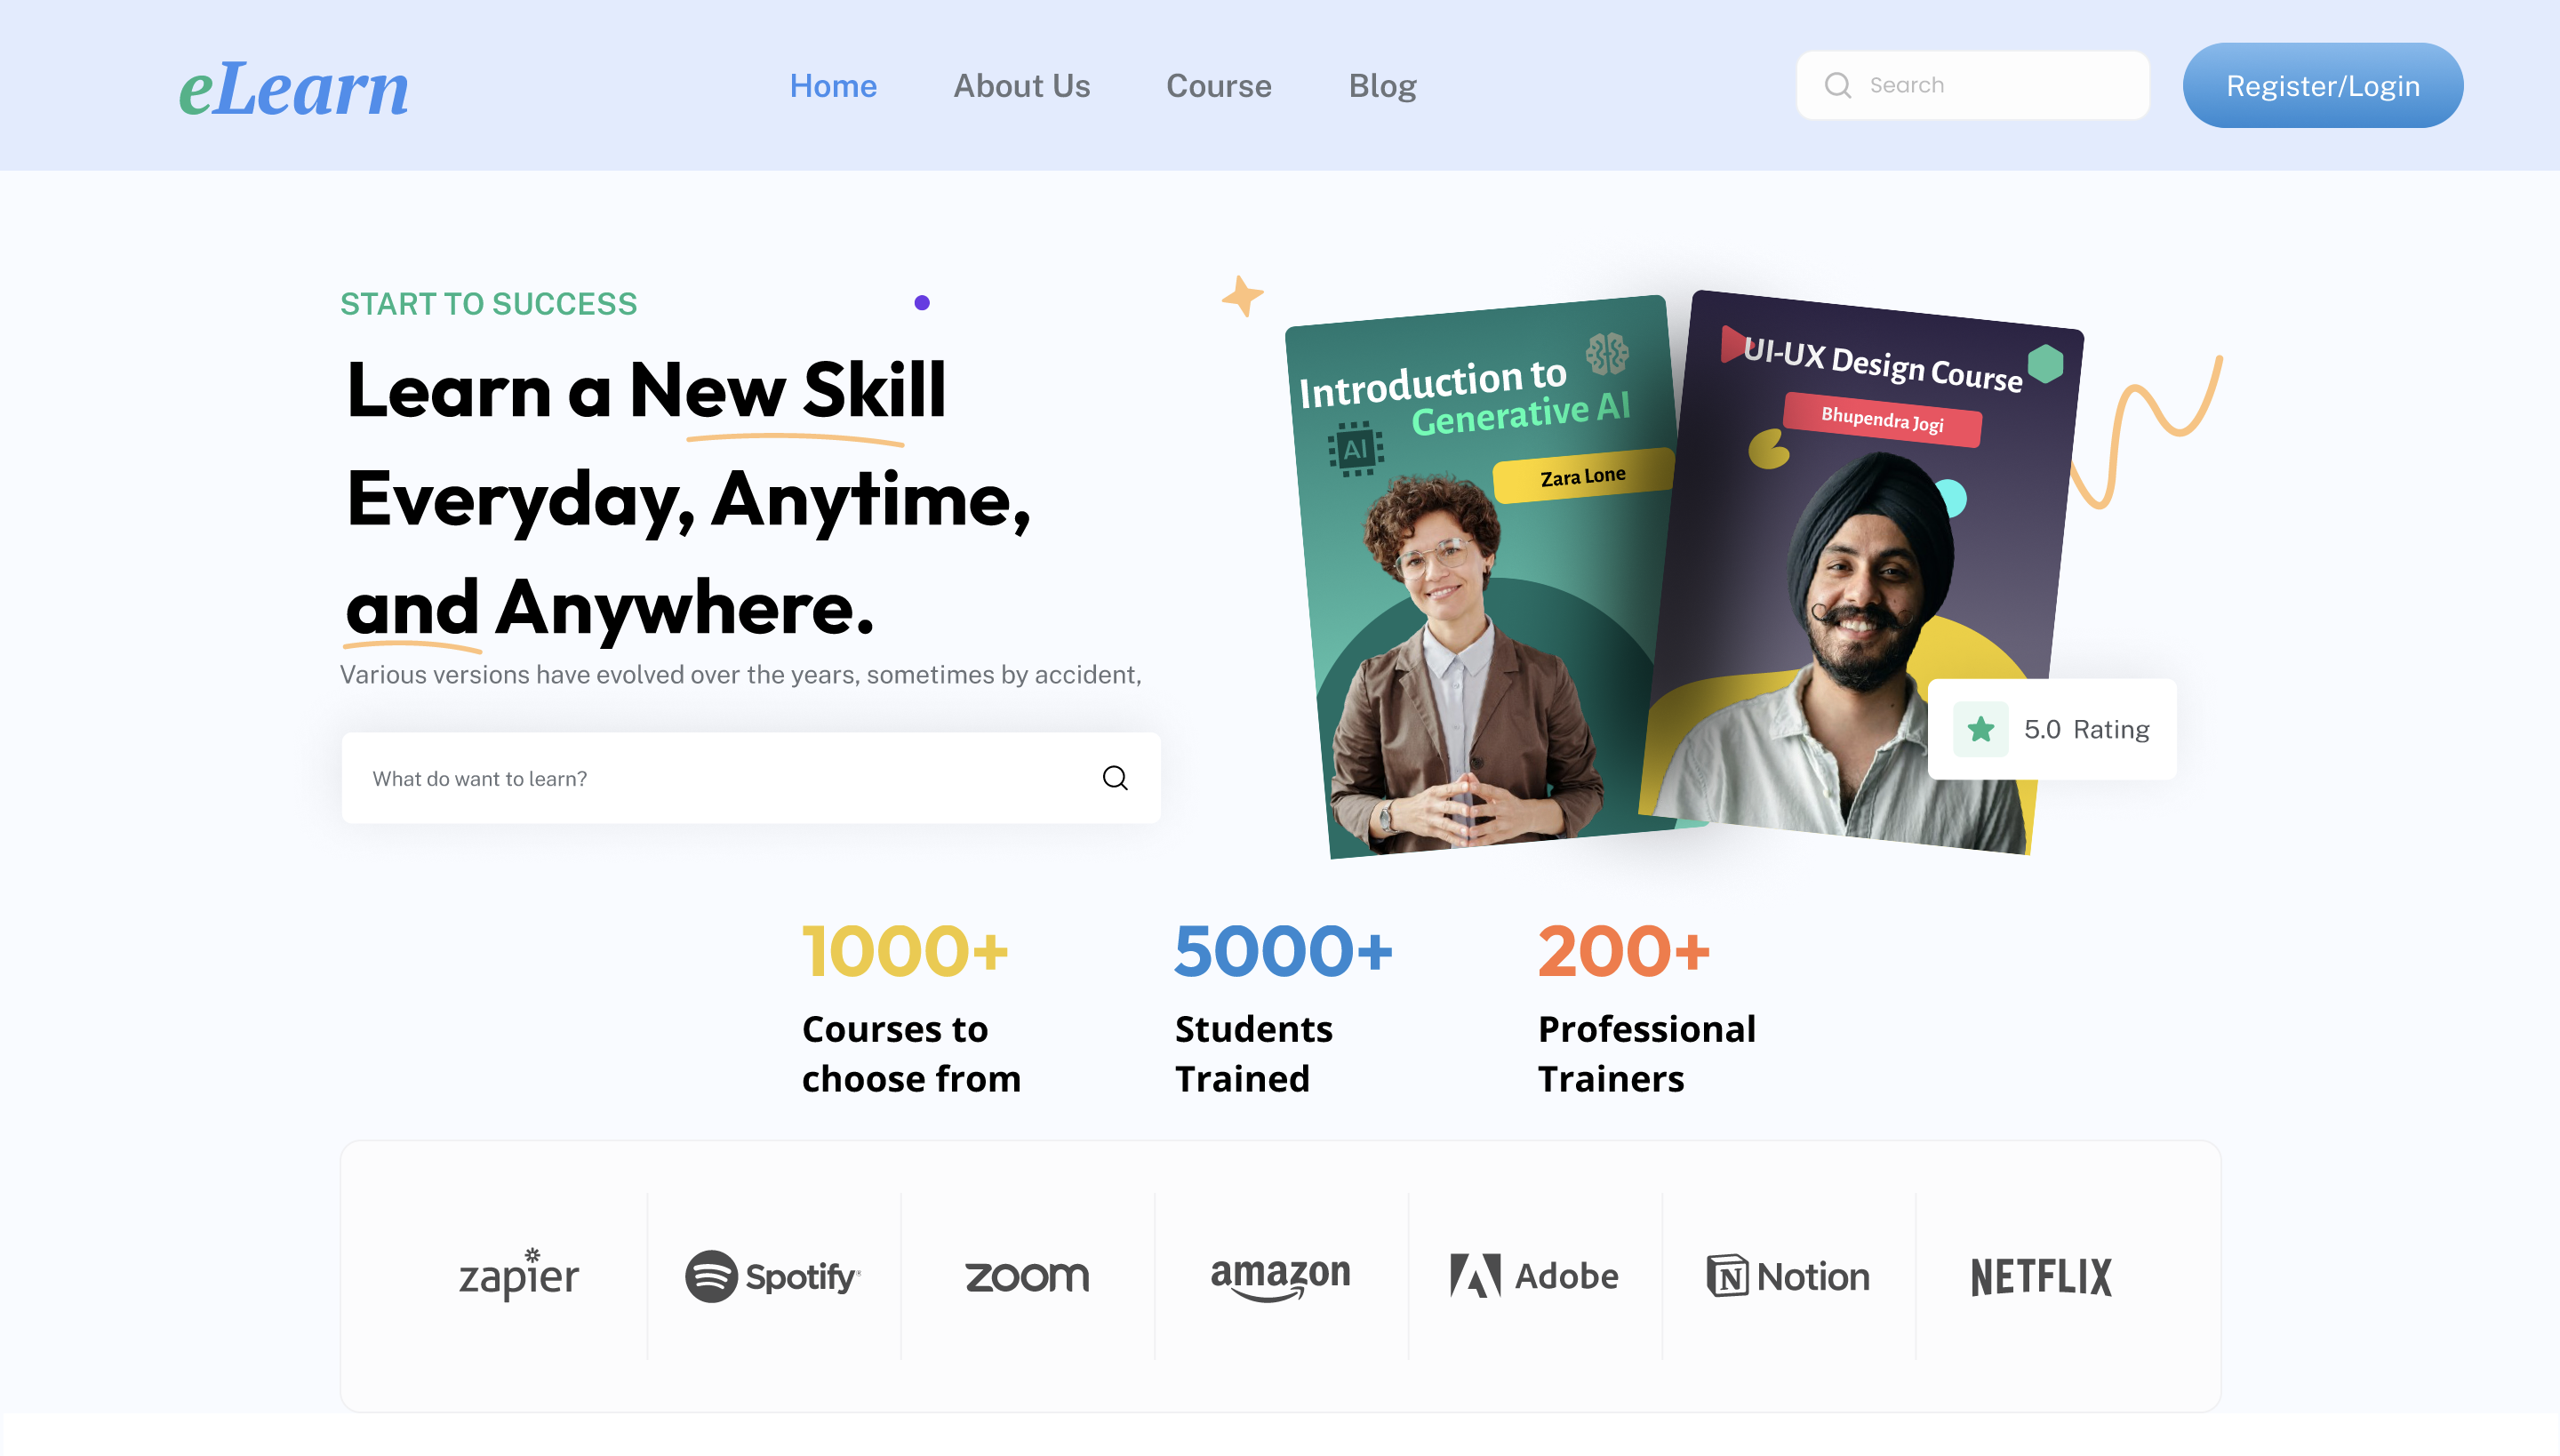 eLearn
Home
About Us
Course
Blog
Search
Register/Login
START TO SUCCESS
Learn a New Skill
Everyday, Anytime,
and Anywhere.
Various versions have evolved over the years, sometimes by accident,
What do want to learn?
Introduction to
Generative AI
AI
Zara Lone
UI-UX Design Course
Bhupendra Jogi
5.0 Rating
1000+
Courses to
choose from
5000+
Students
Trained
200+
Professional
Trainers
zapier
Spotify®
zoom
amazon
Adobe
N Notion
NETFLIX